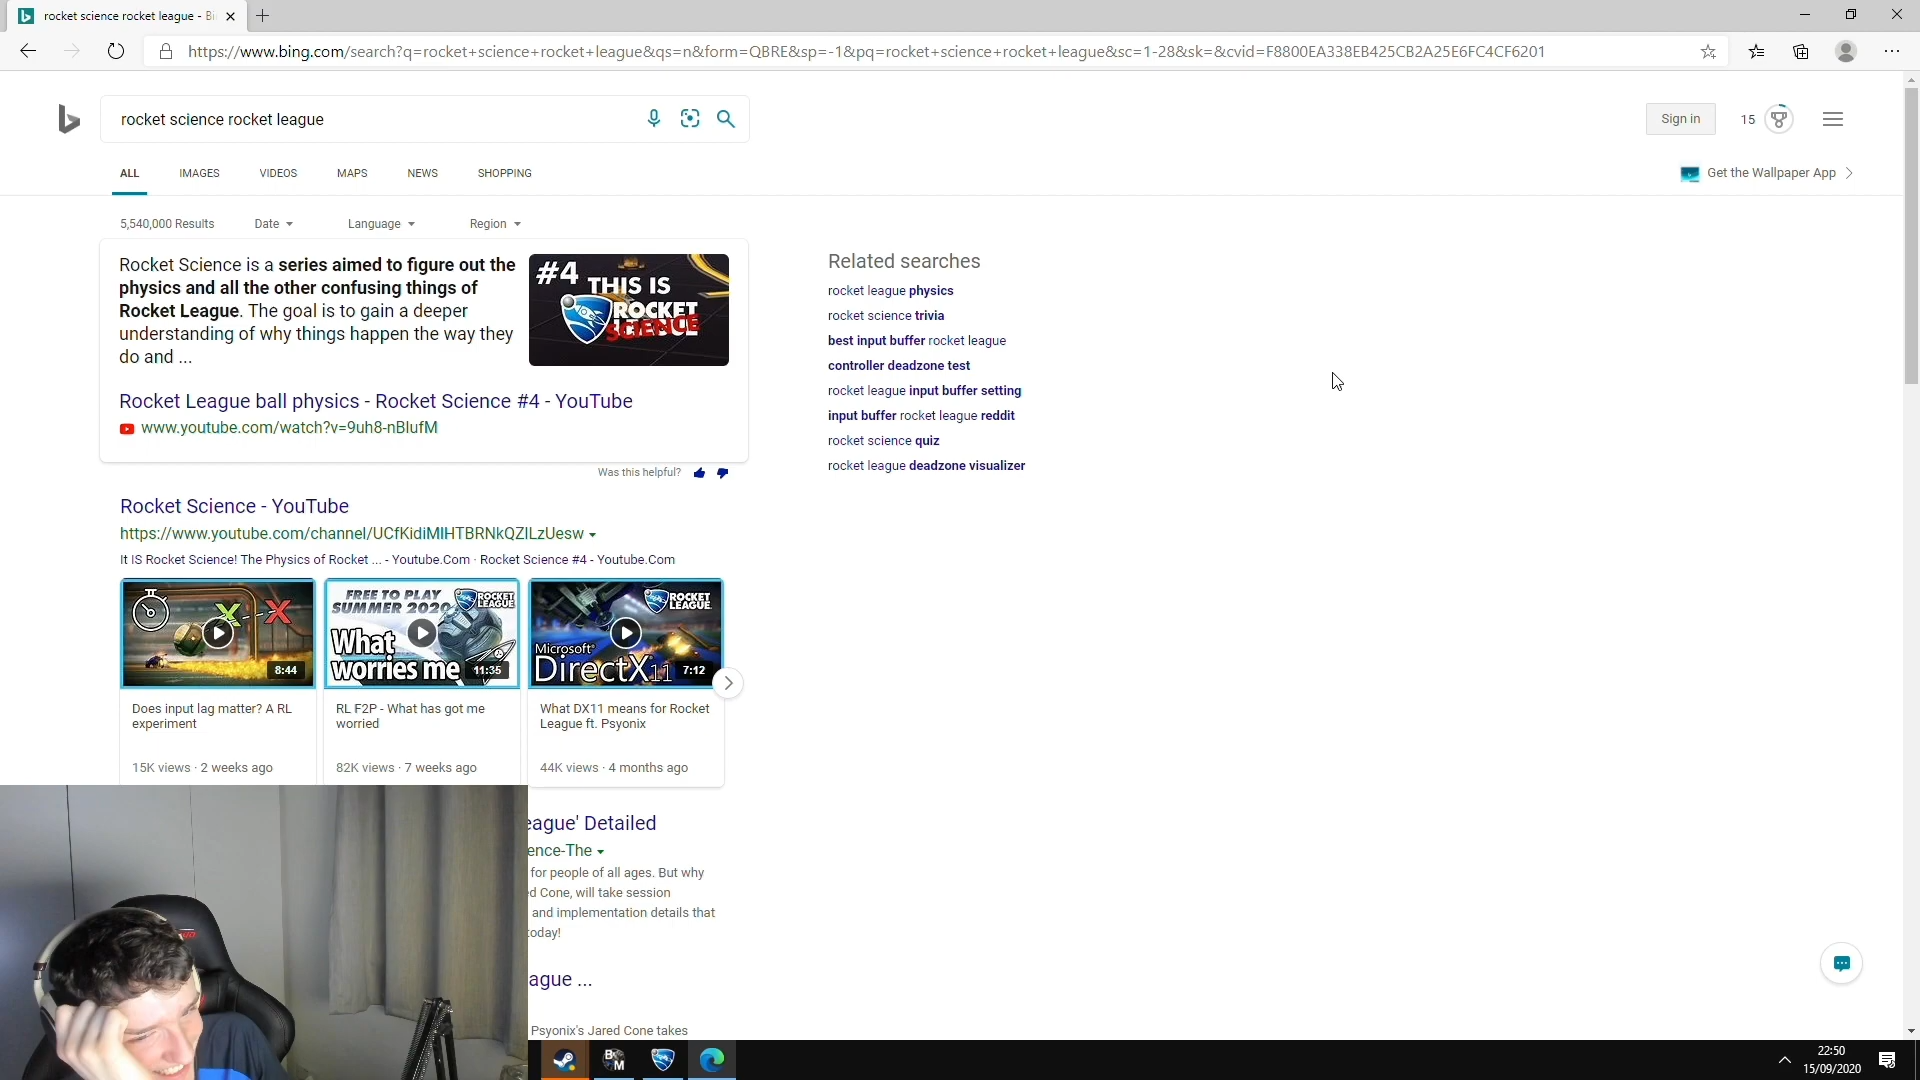 rocket science rocket league - Bi
https://www.bing.com/search?q=rocket+science+rocket+league&qs=n&form=QBRE&sp=-1&pq=rocket+science+rocket+league&sc=1-28&sk=&cvid=F8800EA338EB425CB2A25E6FC4CF6201
rocket science rocket league
Sign in
15
ALL
IMAGES
VIDEOS
MAPS
NEWS
SHOPPING
Get the Wallpaper App
5,540,000 Results
Date
Language
Region
Rocket Science is a series aimed to figure out the
physics and all the other confusing things of
Rocket League. The goal is to gain a deeper
understanding of why things happen the way they
do and ...
#4
THIS IS
ROCKET
SCIENCE
Rocket League ball physics - Rocket Science #4 - YouTube
www.youtube.com/watch?v=9uh8-nBlufM
Was this helpful?
Related searches
rocket league physics
rocket science trivia
best input buffer rocket league
controller deadzone test
rocket league input buffer setting
input buffer rocket league reddit
rocket science quiz
rocket league deadzone visualizer
Rocket Science - YouTube
https://www.youtube.com/channel/UCfKidiMIHTBRNkQZILzUesw
It IS Rocket Science! The Physics of Rocket ... - Youtube.Com · Rocket Science #4 - Youtube.Com
X
X
8:44
FREE TO PLAY
SUMMER 2020
ROCKET
LEAGUE
What
worries me
11:35
ROCKET
LEAGUE
Microsoft
DirectX11
7:12
Does input lag matter? A RL
experiment
15K views · 2 weeks ago
RL F2P - What has got me
worried
82K views · 7 weeks ago
What DX11 means for Rocket
League ft. Psyonix
44K views · 4 months ago
eague' Detailed
ence-The
for people of all ages. But why
ed Cone, will take session
and implementation details that
today!
ague ...
Psyonix's Jared Cone takes
B
M
22:50
15/09/2020